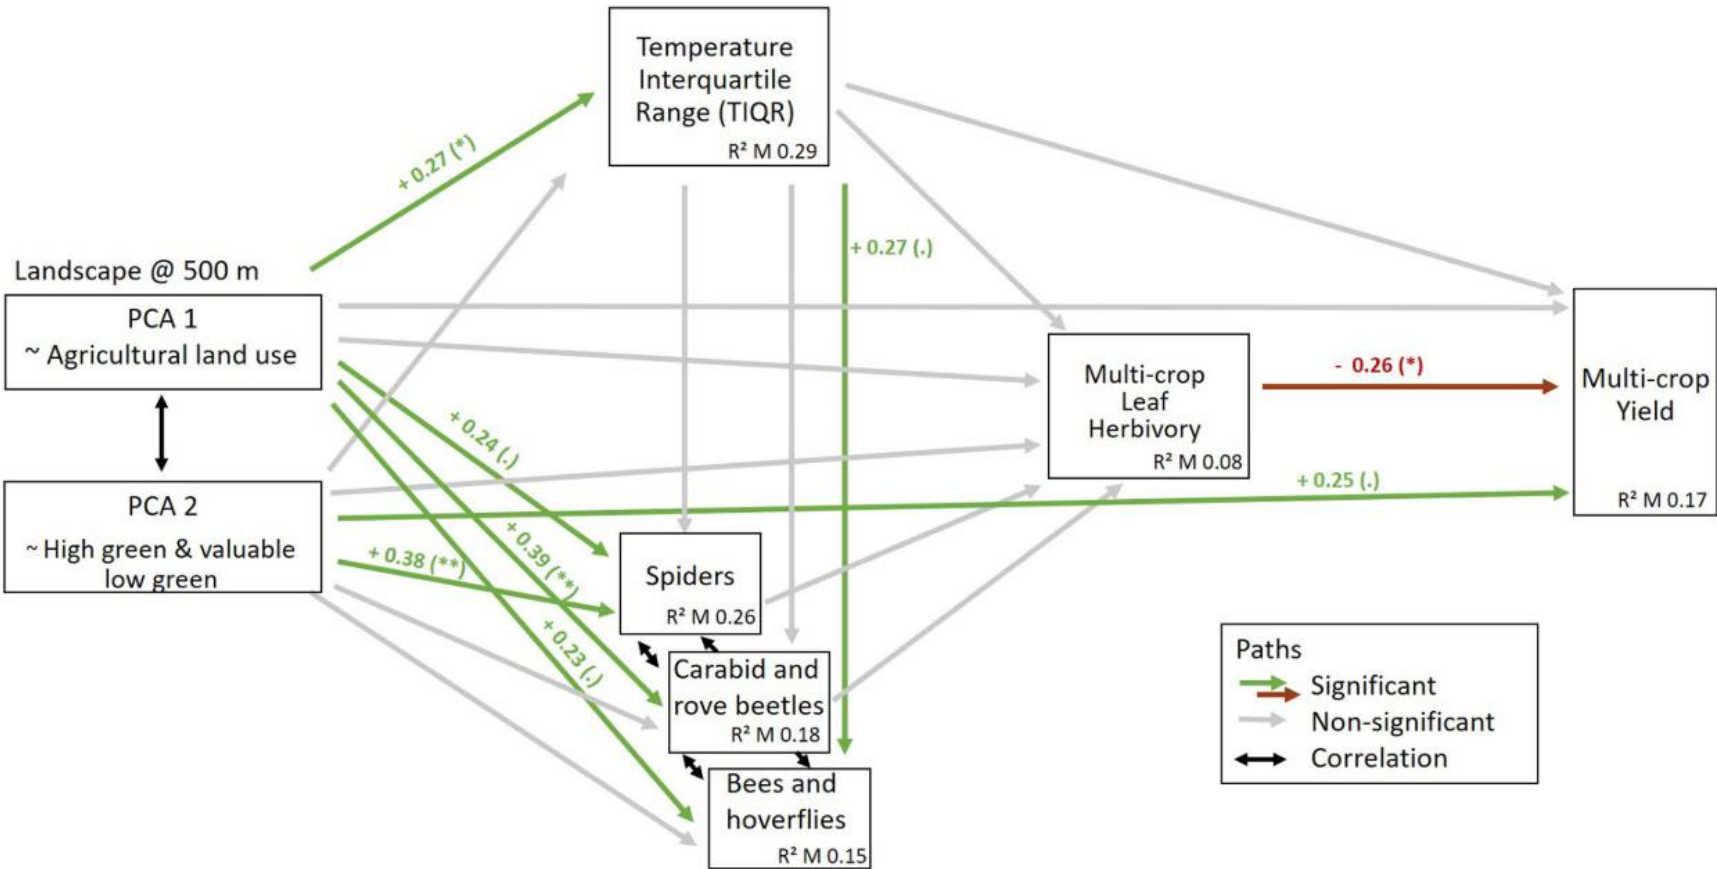 Temperature
Interquartile
Range (TIQR)
R² M 0.29
+ 0.27 (*)
+ 0.27 (.)
Landscape @ 500 m
PCA 1
~ Agricultural land use
PCA 2
~ High green & valuable
low green
+ 0.24 (.)
+ 0.39 (**)
+ 0.38 (**)
+ 0.23 (.)
Spiders
R² M 0.26
Carabid and
rove beetles
R² M 0.18
Bees and
hoverflies
R² M 0.15
Multi-crop
Leaf
Herbivory
R² M 0.08
- 0.26 (*)
+ 0.25 (.)
Multi-crop
Yield
R² M 0.17
Paths
Significant
Non-significant
Correlation